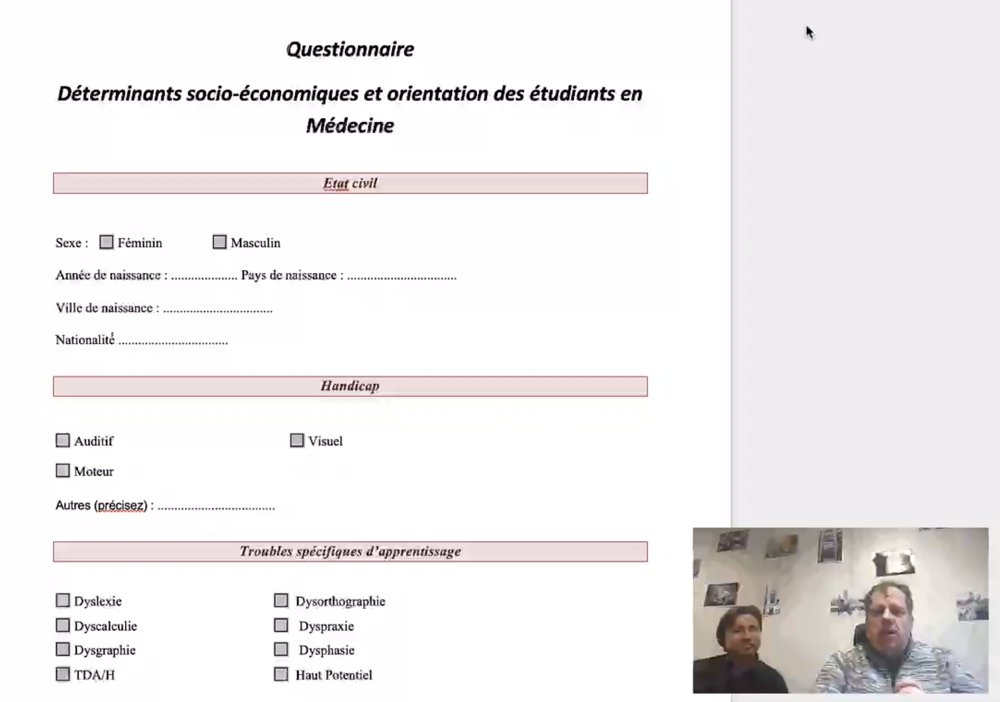 Questionnaire
Déterminants socio-économiques et orientation des étudiants en
Médecine
Etat civil
Sexe : Féminin Masculin
Année de naissance : .................... Pays de naissance : .................................
Ville de naissance : .................................
Nationalité .................................
Handicap
Auditif Visuel
Moteur
Autres (précisez) : ...................................
Troubles spécifiques d’apprentissage
Dyslexie Dysorthographie
Dyscalculie Dyspraxie
Dysgraphie Dysphasie
TDA/H Haut Potentiel